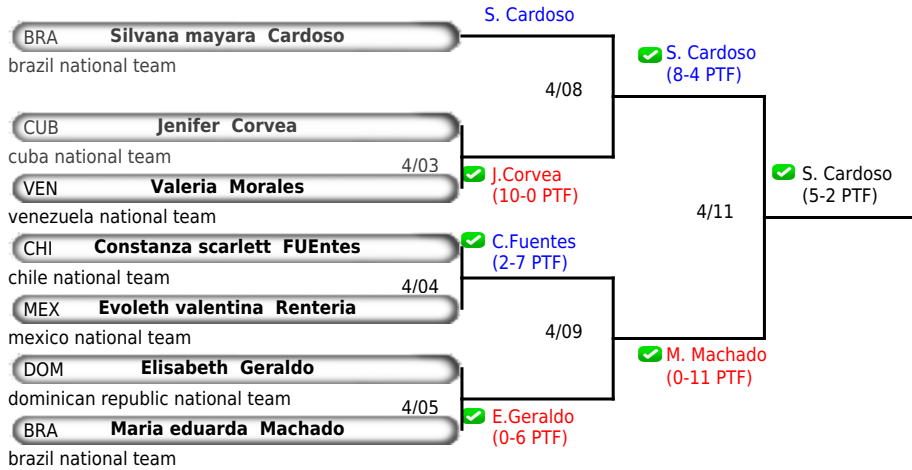 S. Cardoso
BRA Silvana mayara Cardoso
brazil national team
S. Cardoso
(8-4 PTF)
4/08
CUB Jenifer Corvea
cuba national team
4/03
VEN Valeria Morales
venezuela national team
J.Corvea
(10-0 PTF)
S. Cardoso
(5-2 PTF)
4/11
CHI Constanza scarlett FUEntes
chile national team
C.Fuentes
(2-7 PTF)
4/04
MEX Evoleth valentina Renteria
mexico national team
4/09
M. Machado
(0-11 PTF)
DOM Elisabeth Geraldo
dominican republic national team
4/05
BRA Maria eduarda Machado
brazil national team
E.Geraldo
(0-6 PTF)